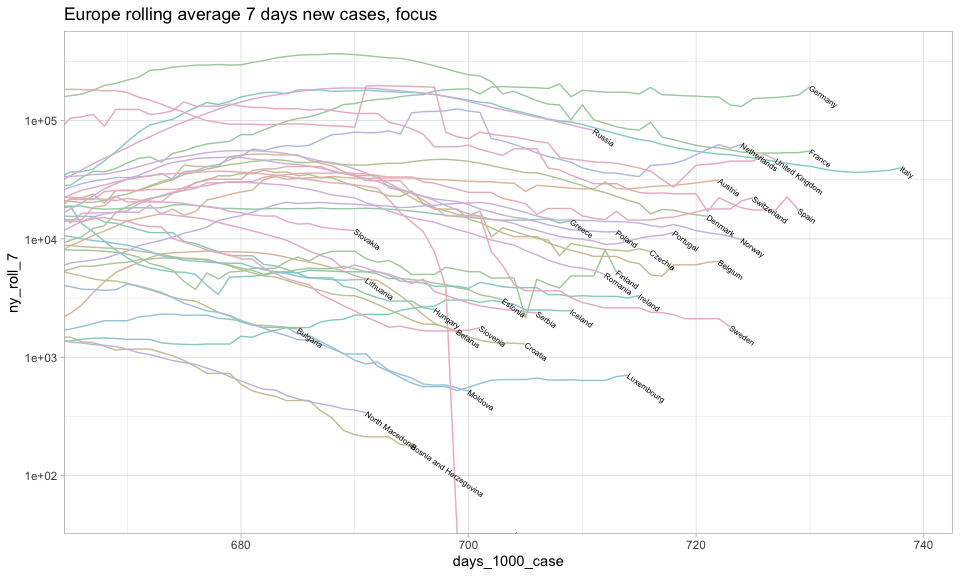 Europe rolling average 7 days new cases, focus
ny_roll_7
1e+05
1e+04
1e+03
1e+02
Germany
Russia
Netherlands
United Kingdom
France
Italy
Austria
Switzerland
Spain
Slovakia
Greece
Poland
Czechia
Portugal
Denmark
Norway
Belgium
Lithuania
Romania
Finland
Ireland
Estonia
Serbia
Iceland
Sweden
Hungary
Belarus
Slovenia
Croatia
Bulgaria
Moldova
Luxembourg
North Macedonia
Bosnia and Herzegovina
680
700
720
740
days_1000_case